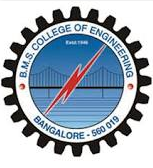 B.M.S. COLLEGE OF ENGINEERING
Estd.1946
BANGALORE - 560 019